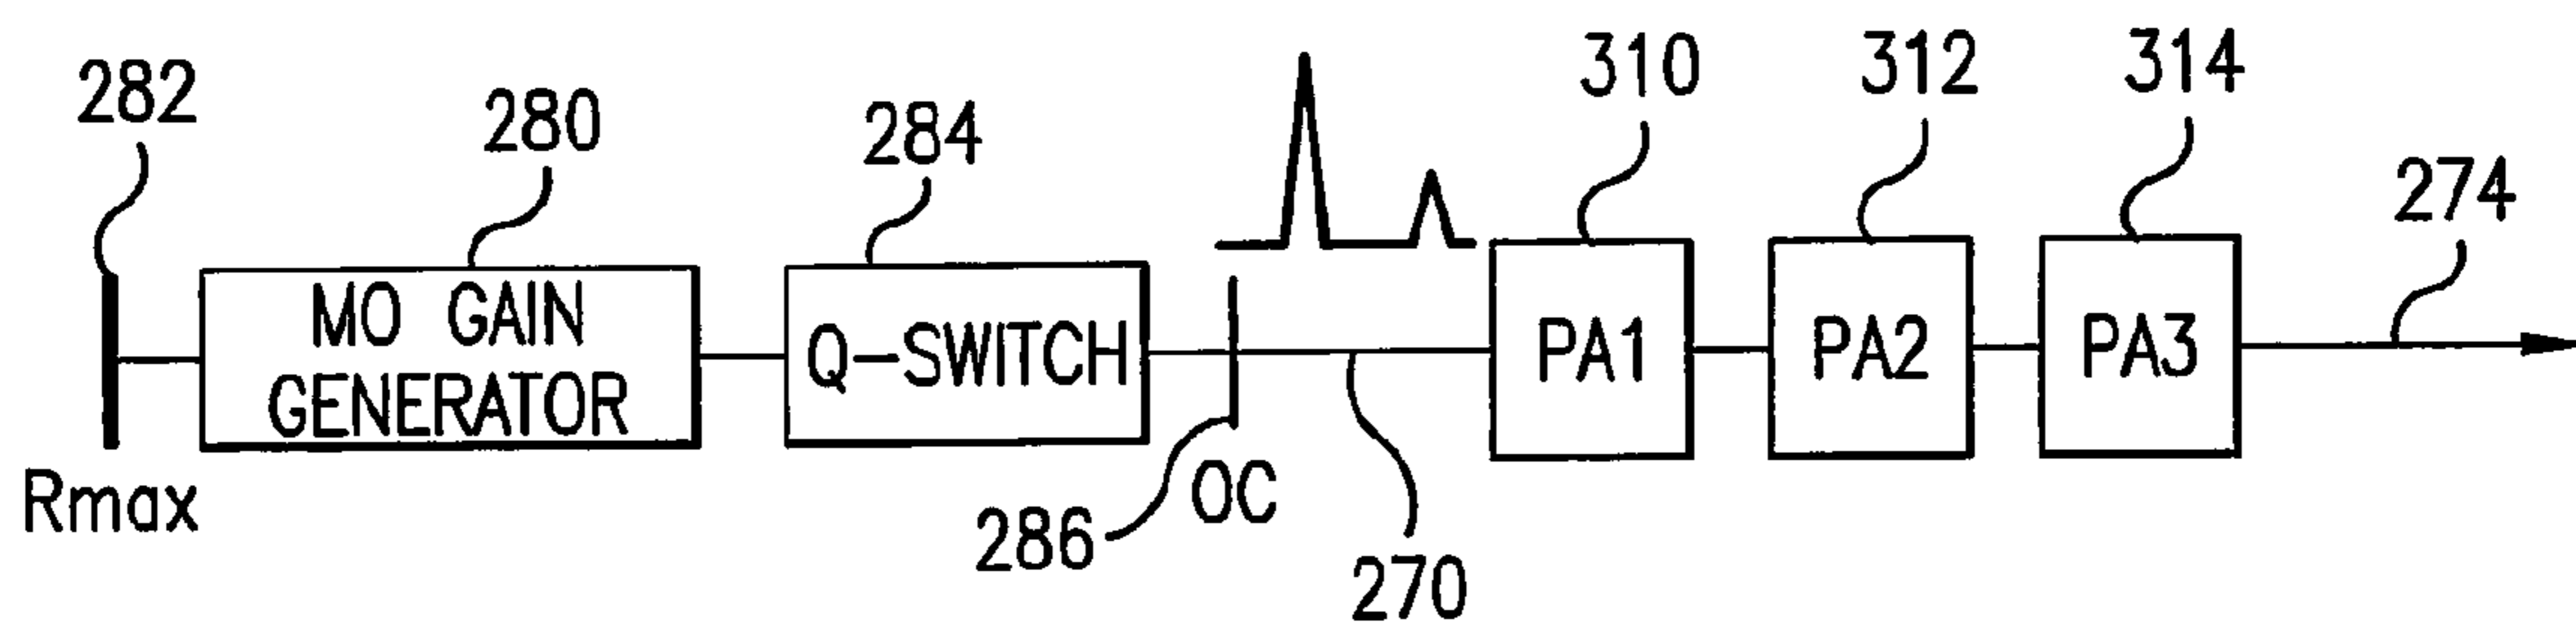 282
280
284
310
312
314
274
MO GAIN
GENERATOR
Q-SWITCH
PA1
PA2
PA3
Rmax
286
OC
270